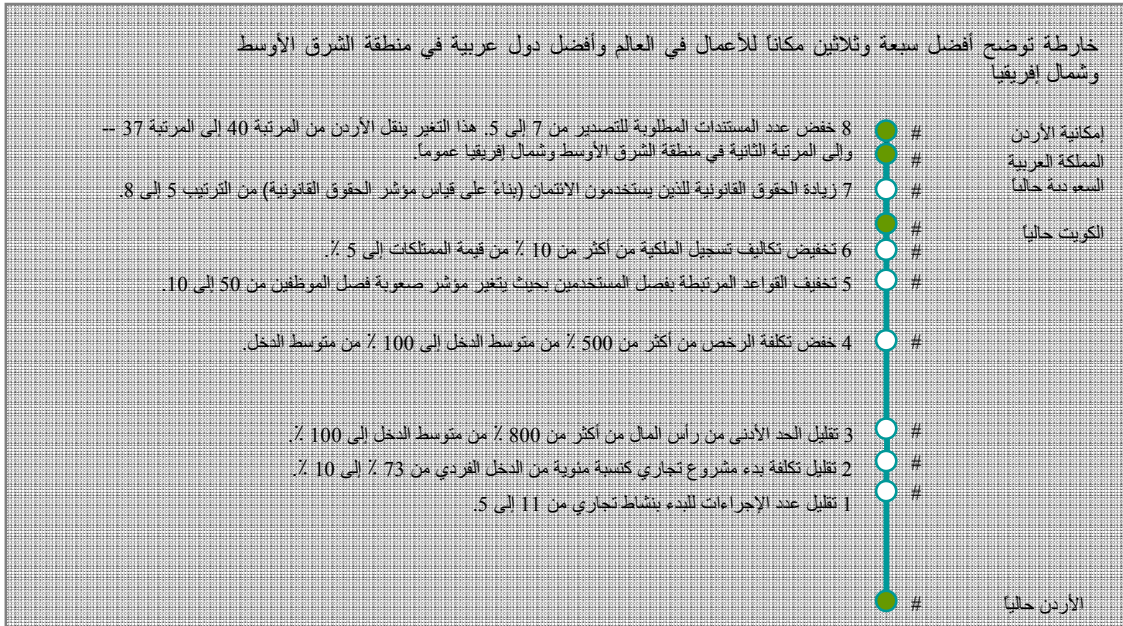 خارطة توضح أفضل سبعة وثلاثين مكاناً للأعمال في العالم وأفضل دول عربية في منطقة الشرق الأوسط
وشمال إفريقيا
إمكانية الأردن # 8 خفض عدد المستندات المطلوبة للتصدير من 7 إلى 5. هذا التغير ينقل الأردن من المرتبة 40 إلى المرتبة 37 --
المملكة العربية # وإلى المرتبة الثانية في منطقة الشرق الأوسط وشمال إفريقيا عموماً.
السعودية حالياً # 7 زيادة الحقوق القانونية للذين يستخدمون الائتمان (بناءً على قياس مؤشر الحقوق القانونية) من الترتيب 5 إلى 8.
الكويت حالياً #
# 6 تخفيض تكاليف تسجيل الملكية من أكثر من 10 ٪ من قيمة الممتلكات إلى 5 ٪.
# 5 تخفيف القواعد المرتبطة بفصل المستخدمين بحيث يتغير مؤشر صعوبة فصل الموظفين من 50 إلى 10.
# 4 خفض تكلفة الرخص من أكثر من 500 ٪ من متوسط الدخل إلى 100 ٪ من متوسط الدخل.
# 3 تقليل الحد الأدنى من رأس المال من أكثر من 800 ٪ من متوسط الدخل إلى 100 ٪.
# 2 تقليل تكلفة بدء مشروع تجاري كنسبة مئوية من الدخل الفردي من 73 ٪ إلى 10 ٪.
# 1 تقليل عدد الإجراءات للبدء بنشاط تجاري من 11 إلى 5.
الأردن حالياً #